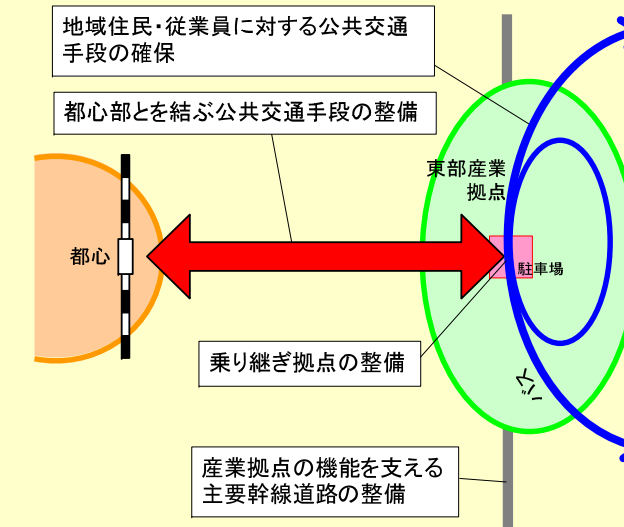 地域住民・従業員に対する公共交通
手段の確保
都心部とを結ぶ公共交通手段の整備
東部産業
拠点
都心
駐車場
乗り継ぎ拠点の整備
バス
産業拠点の機能を支える
主要幹線道路の整備